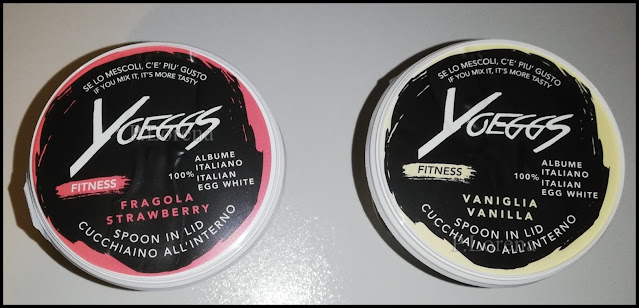 SE LO MESCOLI, C'E' PIU' GUSTO
IF YOU MIX IT, IT'S MORE TASTY
YOEGGS
FITNESS
100%
ALBUME
ITALIANO
ITALIAN
EGG WHITE
FRAGOLA
STRAWBERRY
SPOON IN LID
CUCCHIAINO ALL'INTERNO
SE LO MESCOLI, C'E' PIU' GUSTO
IF YOU MIX IT, IT'S MORE TASTY
YOEGGS
FITNESS
100%
ALBUME
ITALIANO
ITALIAN
EGG WHITE
VANIGLIA
VANILLA
SPOON IN LID
CUCCHIAINO ALL'INTERNO